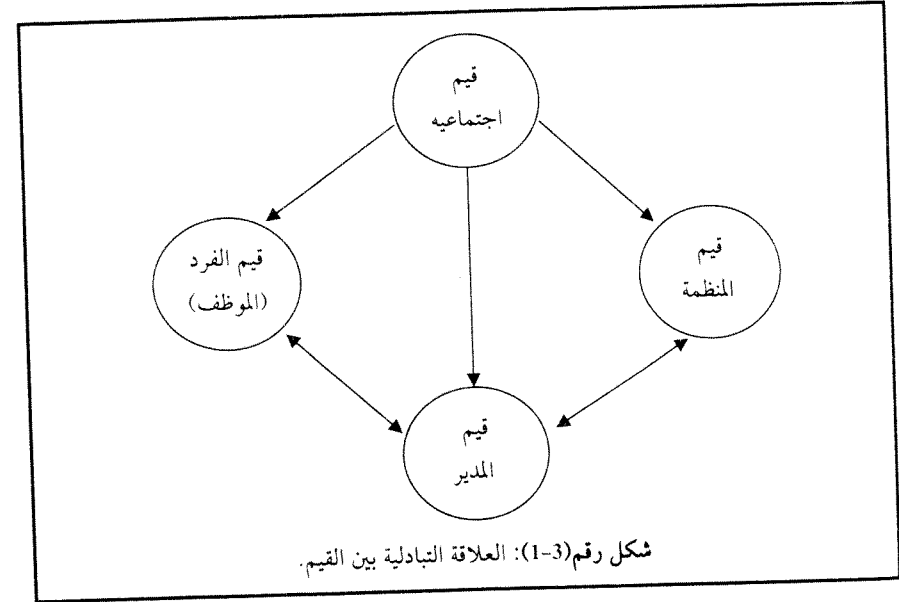 قيم
اجتماعيه
قيم الفرد
(الموظف)
قيم
المنظمة
قيم
المدير
شكل رقم(3-1): العلاقة التبادلية بين القيم.